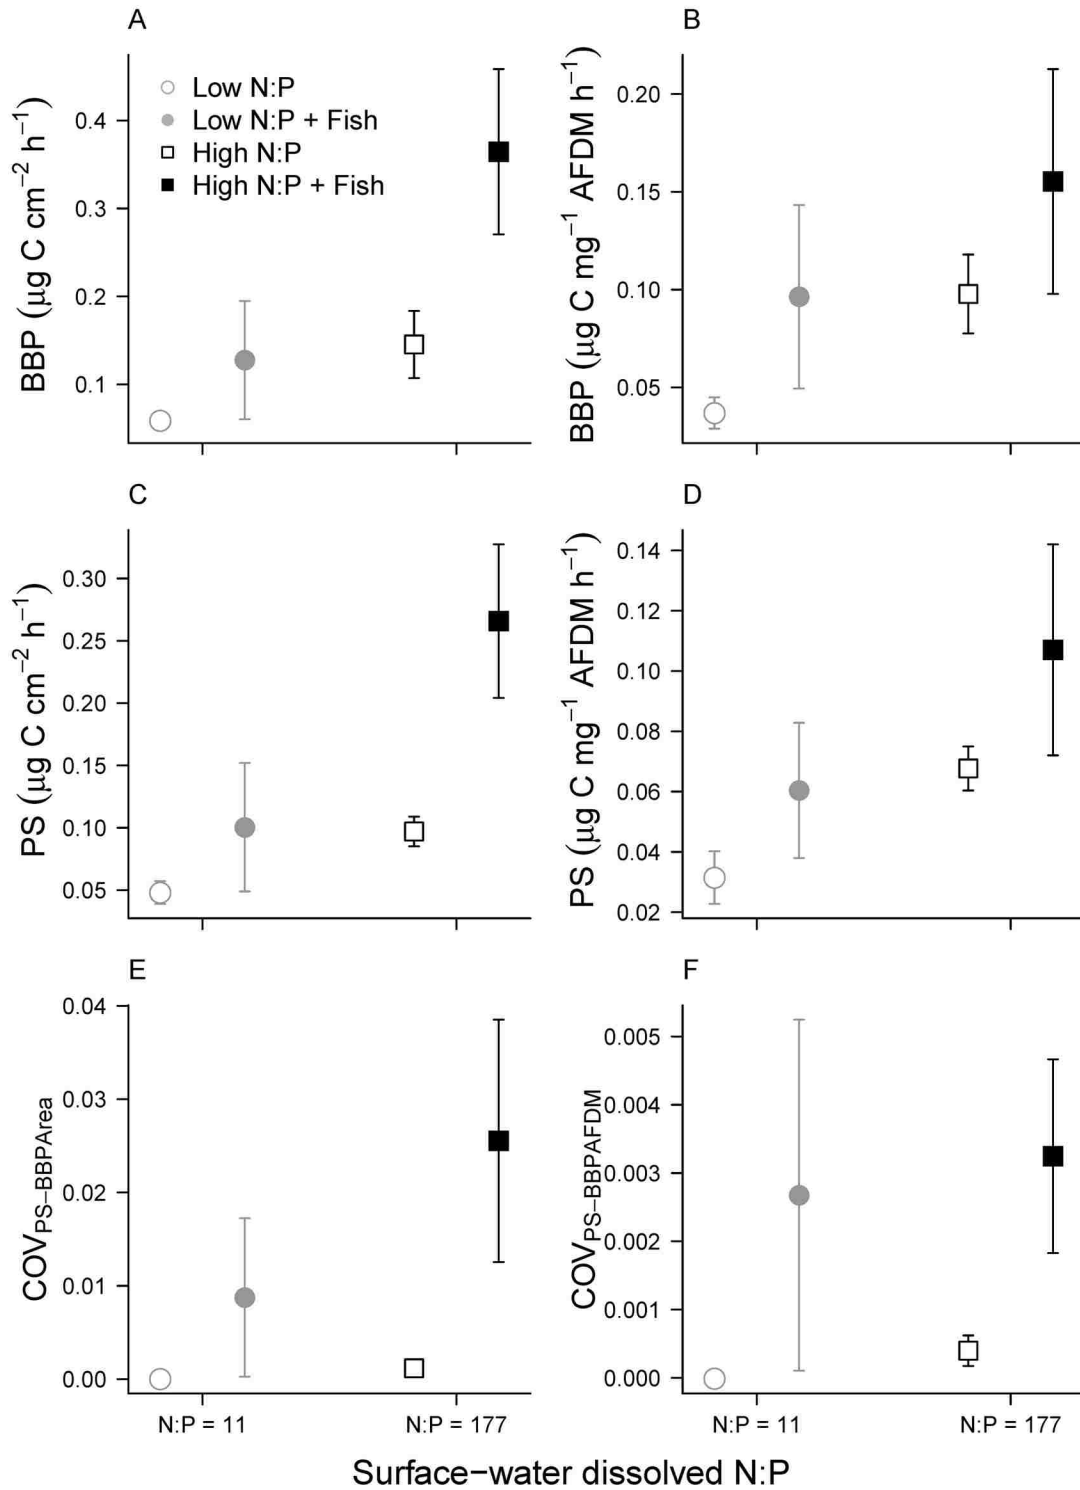 A
BBP (µg C cm−2 h−1)
0.4
0.3
0.2
0.1
Low N:P
Low N:P + Fish
High N:P
High N:P + Fish
B
BBP (µg C mg−1 AFDM h−1)
0.20
0.15
0.10
0.05
C
PS (µg C cm−2 h−1)
0.30
0.25
0.20
0.15
0.10
0.05
D
PS (µg C mg−1 AFDM h−1)
0.14
0.12
0.10
0.08
0.06
0.04
0.02
E
COVPS−BBPArea
0.04
0.03
0.02
0.01
0.00
N:P = 11
N:P = 177
F
COVPS−BBPAFDM
0.005
0.004
0.003
0.002
0.001
0.000
N:P = 11
N:P = 177
Surface−water dissolved N:P